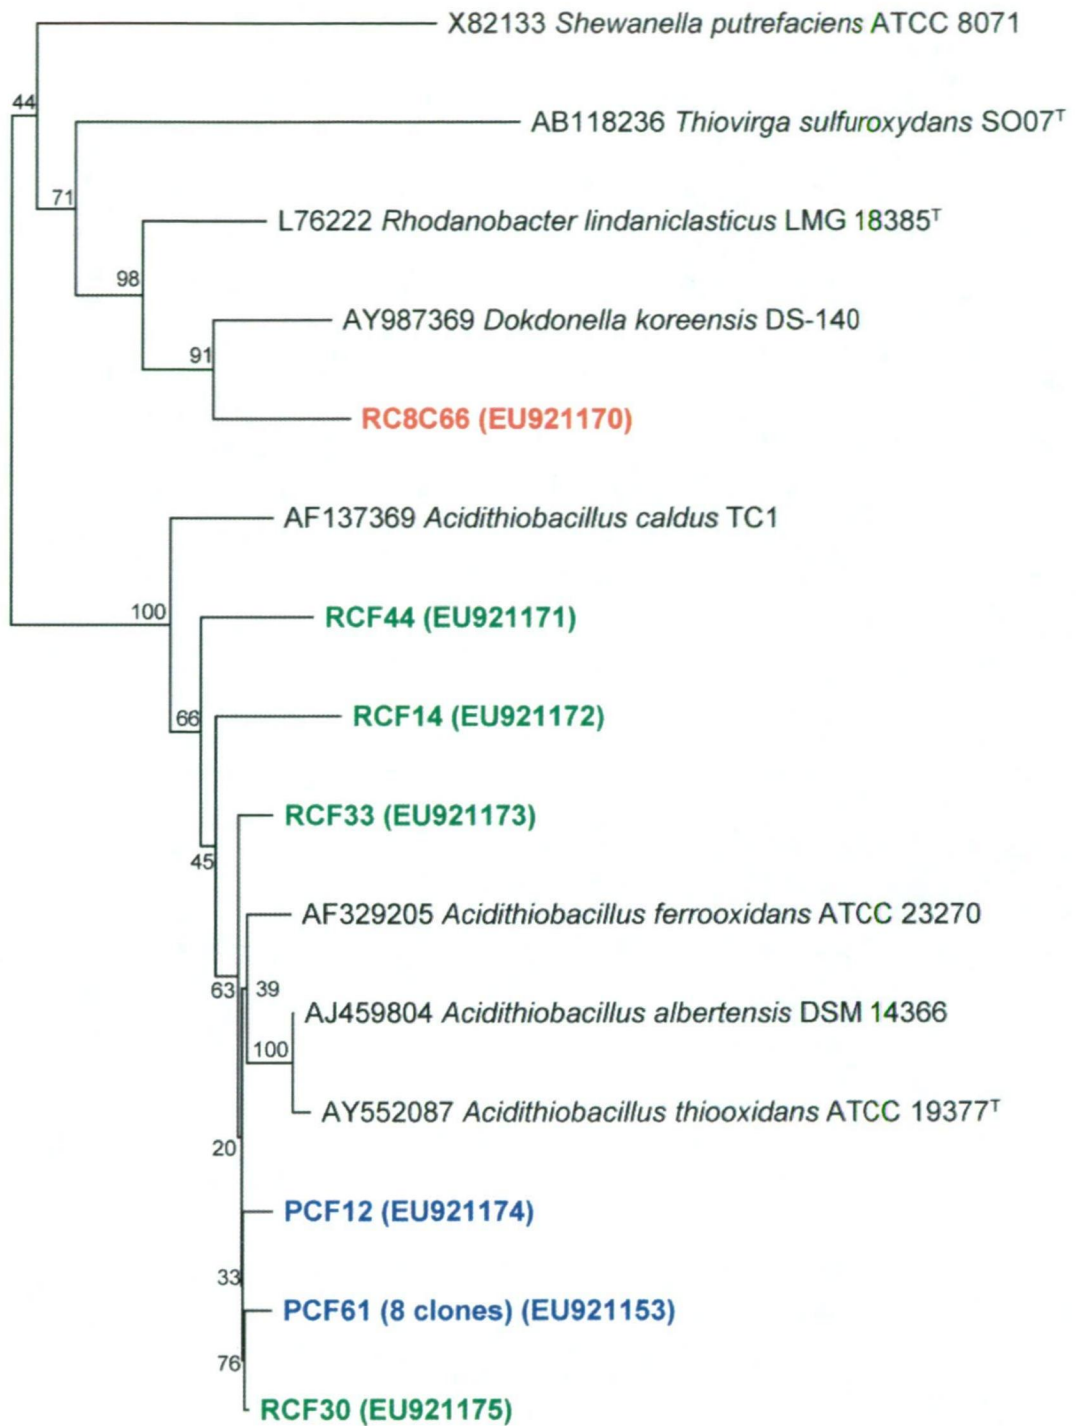 X82133 Shewanella putrefaciens ATCC 8071
44
AB118236 Thiovirga sulfuroxydans SO07ᵀ
71
L76222 Rhodanobacter lindaniclasticus LMG 18385ᵀ
98
AY987369 Dokdonella koreensis DS-140
91
RC8C66 (EU921170)
AF137369 Acidithiobacillus caldus TC1
100
RCF44 (EU921171)
66
RCF14 (EU921172)
RCF33 (EU921173)
45
AF329205 Acidithiobacillus ferrooxidans ATCC 23270
63
39
AJ459804 Acidithiobacillus albertensis DSM 14366
100
AY552087 Acidithiobacillus thiooxidans ATCC 19377ᵀ
20
PCF12 (EU921174)
33
PCF61 (8 clones) (EU921153)
76
RCF30 (EU921175)